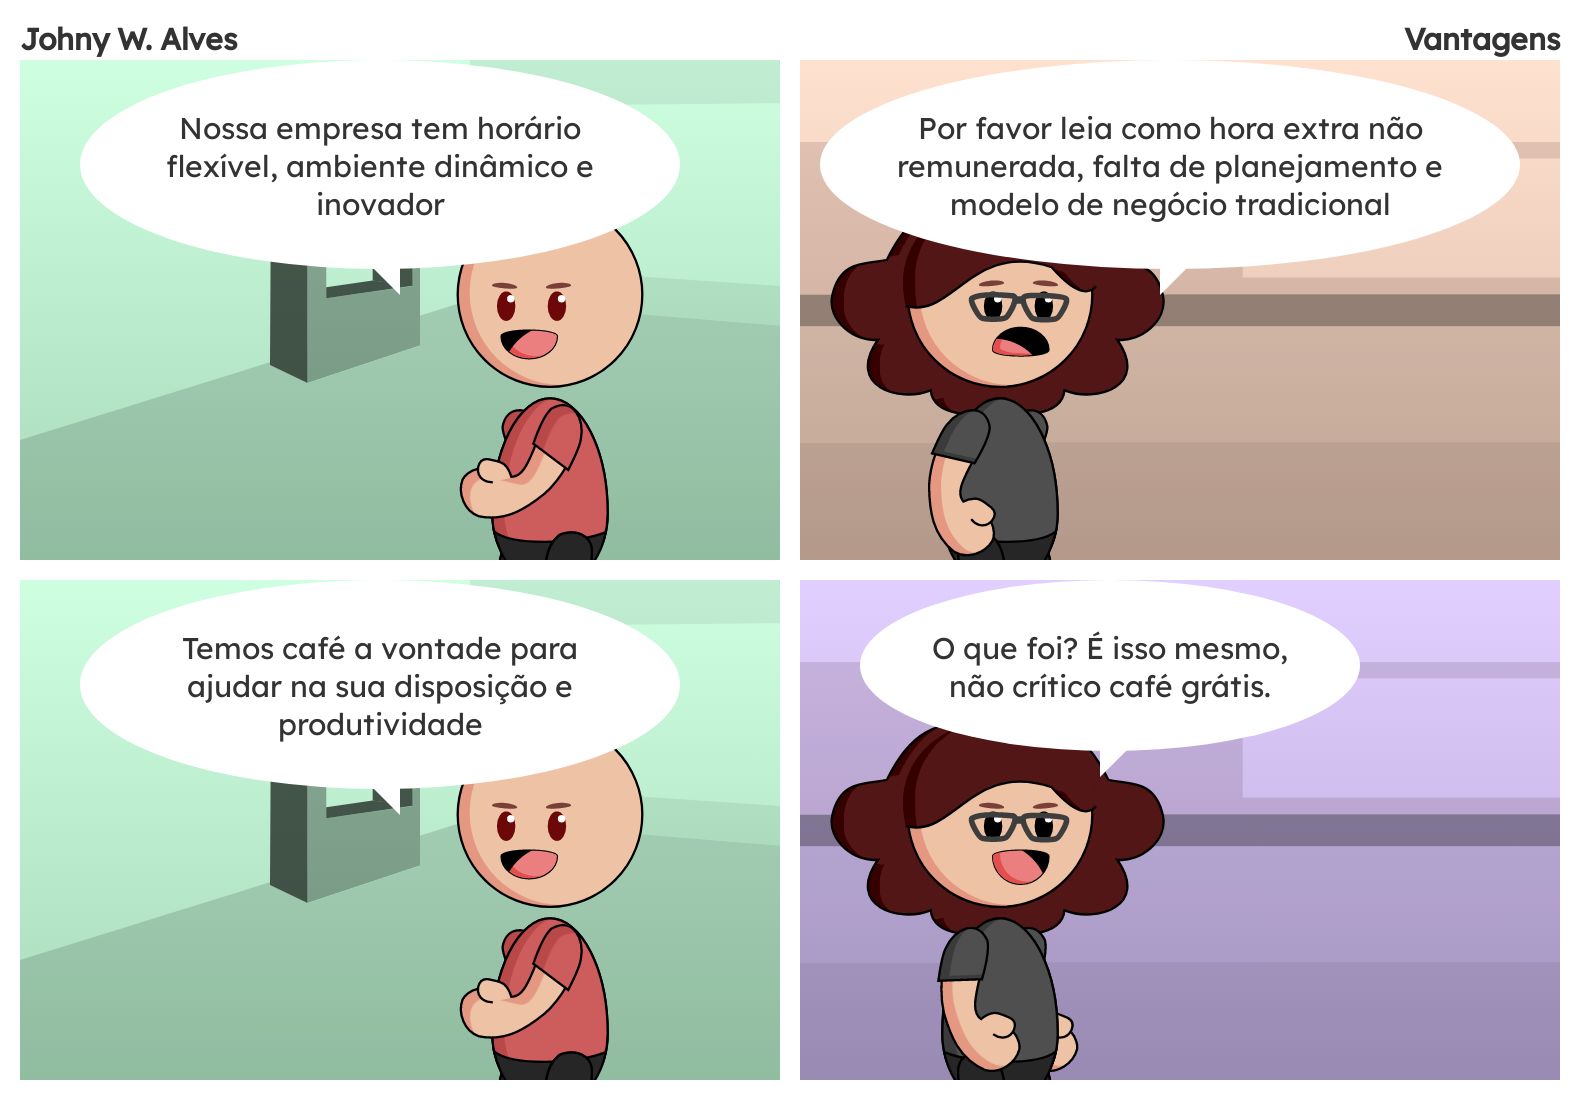 Johny W. Alves
Vantagens
Nossa empresa tem horário
flexível, ambiente dinâmico e
inovador
Por favor leia como hora extra não
remunerada, falta de planejamento e
modelo de negócio tradicional
Temos café a vontade para
ajudar na sua disposição e
produtividade
O que foi? É isso mesmo,
não crítico café grátis.